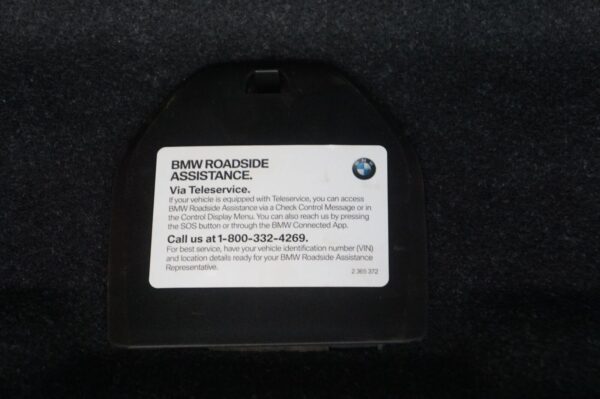 BMW ROADSIDE
ASSISTANCE.
Via Teleservice.
If your vehicle is equipped with Teleservice, you can access
BMW Roadside Assistance via a Check Control Message or in
the Control Display Menu. You can also reach us by pressing
the SOS button or through the BMW Connected App.
Call us at 1-800-332-4269.
For best service, have your vehicle identification number (VIN)
and location details ready for your BMW Roadside Assistance
Representative.
2 365 372